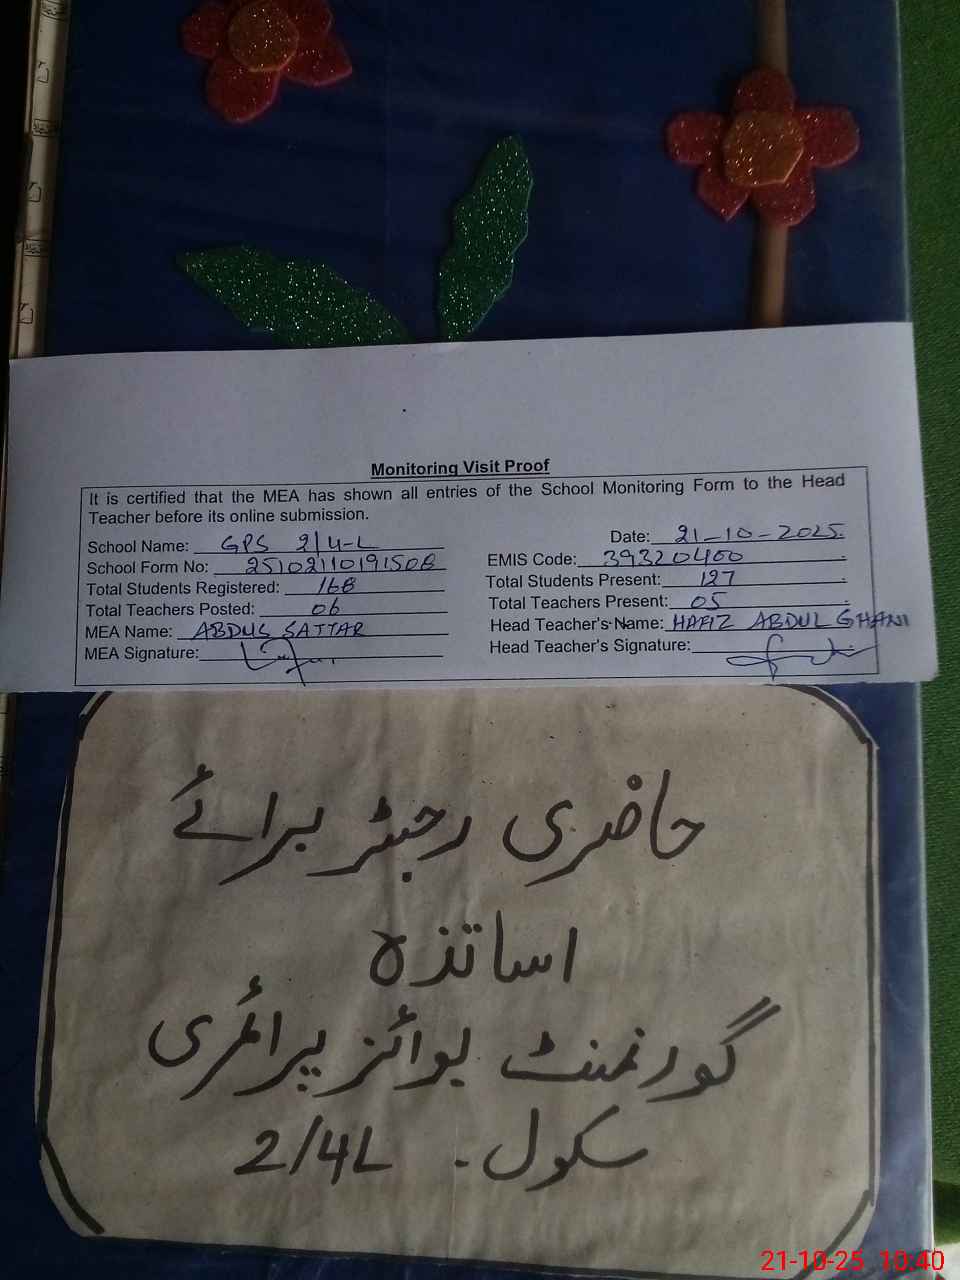 Monitoring Visit Proof
It is certified that the MEA has shown all entries of the School Monitoring Form to the Head
Teacher before its online submission.
Date: 21-10-2025
School Name: GPS 2/4-L
EMIS Code: 39320400
School Form No: 25102110191508
Total Students Present: 127
Total Students Registered: 168
Total Teachers Present: 05
Total Teachers Posted: 06
Head Teacher's Name: HAFIZ ABDUL GHANI
MEA Name: ABDUS SATTAR
Head Teacher's Signature:
MEA Signature:
حاضری رجسٹر برائے
اساتذہ
گورنمنٹ بوائز پرائمری
سکول۔ 2/4L
21-10-25 10:40